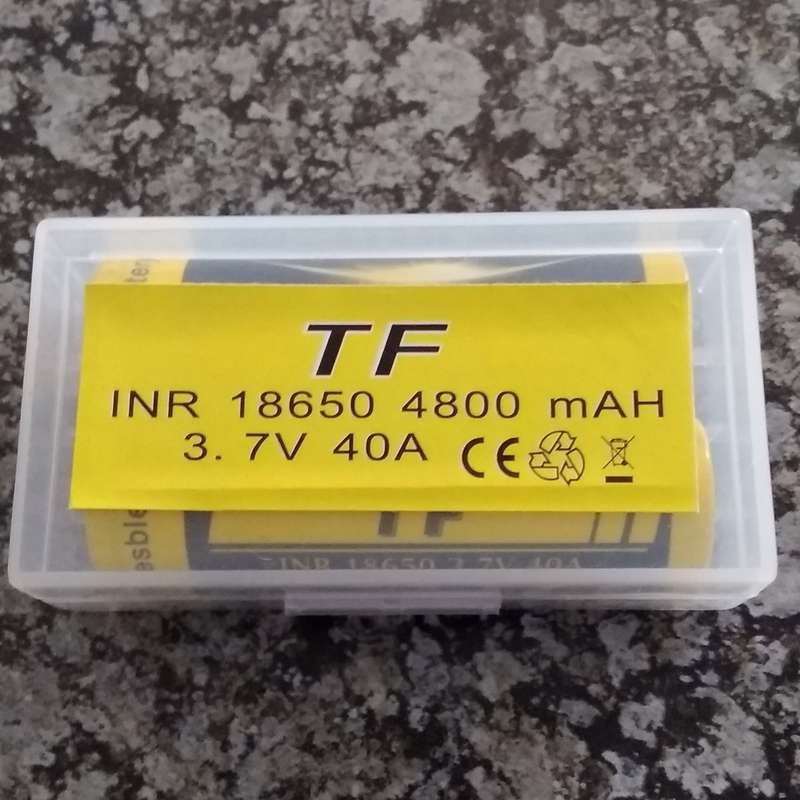 TF
INR 18650 4800 mAH
3.7V 40A CE
TF
INR 18650 3.7V 40A